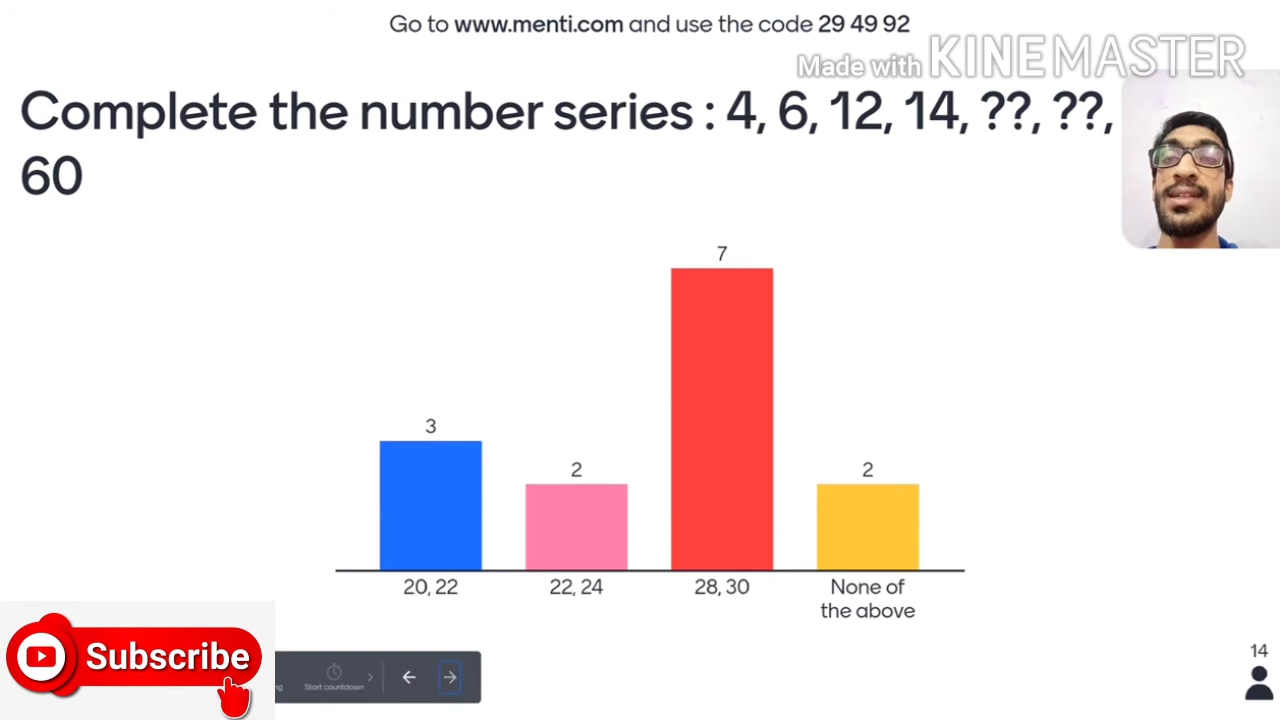 Go to www.menti.com and use the code 29 49 92
Made with KINEMASTER
Complete the number series : 4, 6, 12, 14, ??, ??,
60
7
3
2
2
20, 22
22, 24
28, 30
None of
the above
Subscribe
Start countdown
14